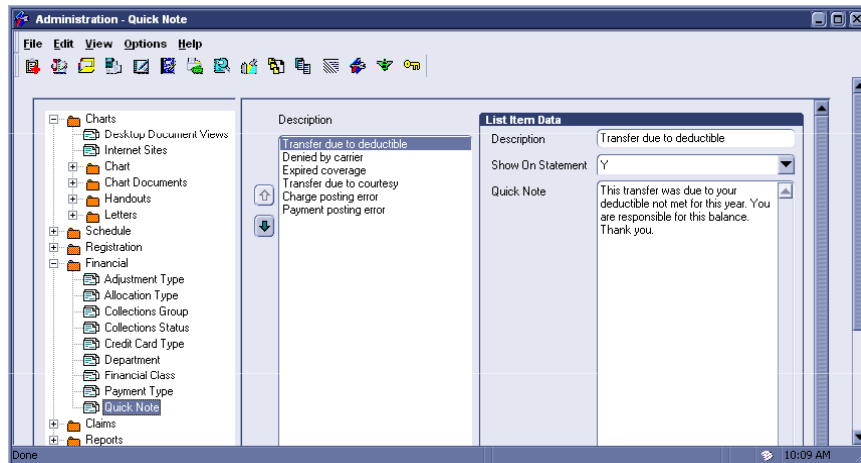 Administration - Quick Note
File Edit View Options Help
Charts
Desktop Document Views
Internet Sites
Chart
Chart Documents
Handouts
Letters
Schedule
Registration
Financial
Adjustment Type
Allocation Type
Collections Group
Collections Status
Credit Card Type
Department
Financial Class
Payment Type
Quick Note
Claims
Reports
Description
Transfer due to deductible
Denied by carrier
Expired coverage
Transfer due to courtesy
Charge posting error
Payment posting error
List Item Data
Description Transfer due to deductible
Show On Statement Y
Quick Note
This transfer was due to your
deductible not met for this year. You
are responsible for this balance.
Thank you.
Done 10:09 AM